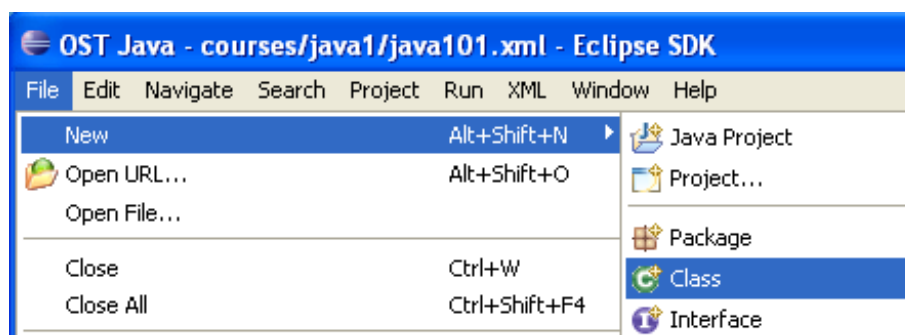 OST Java - courses/java1/java101.xml - Eclipse SDK
File Edit Navigate Search Project Run XML Window Help
New Alt+Shift+N
Open URL... Alt+Shift+O
Open File...
Close Ctrl+W
Close All Ctrl+Shift+F4
Java Project
Project...
Package
Class
Interface